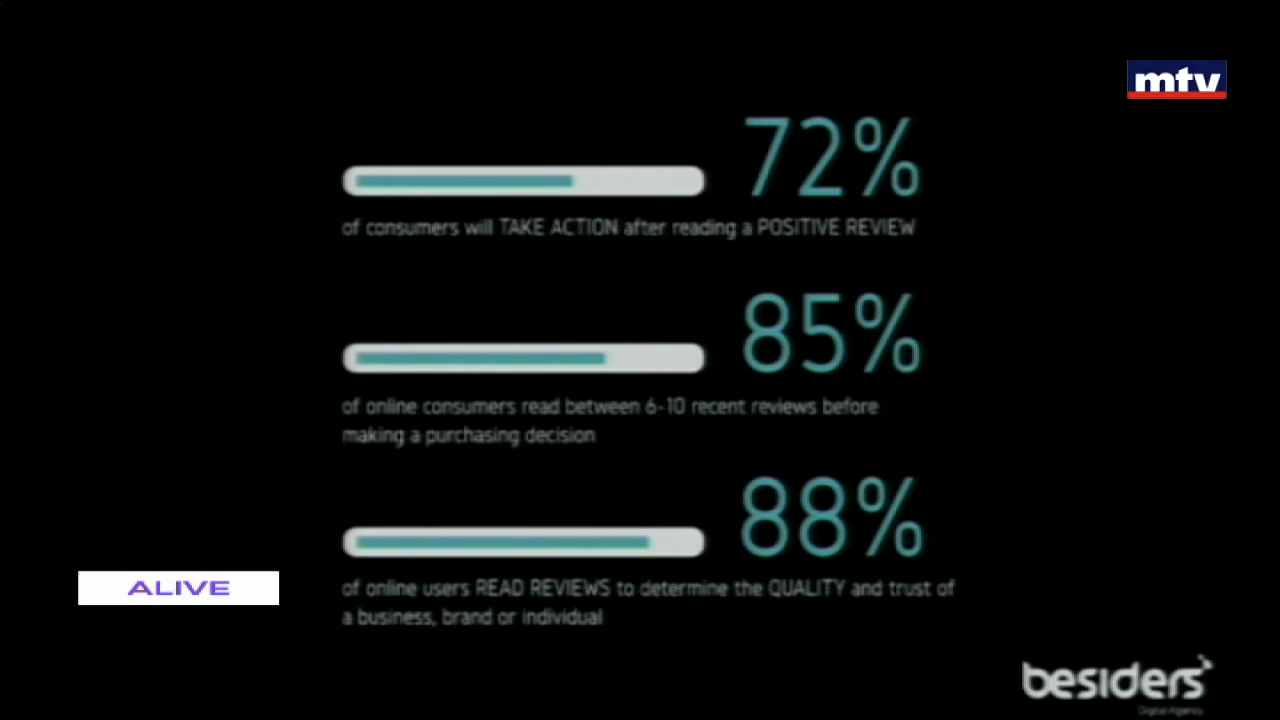 mtv
72%
of consumers will TAKE ACTION after reading a POSITIVE REVIEW
85%
of online consumers read between 6-10 recent reviews before
making a purchasing decision
88%
of online users READ REVIEWS to determine the QUALITY and trust of
a business, brand or individual
ALIVE
besiders
Digital Agency